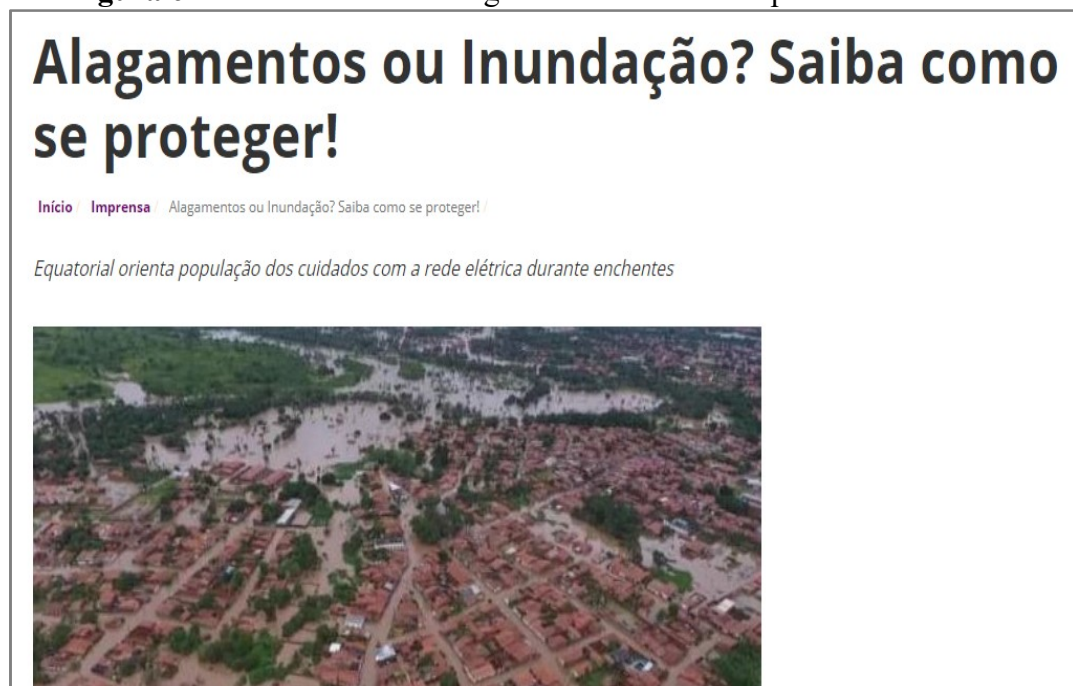 Alagamentos ou Inundação? Saiba como
se proteger!
Início / Imprensa / Alagamentos ou Inundação? Saiba como se proteger! /
Equatorial orienta população dos cuidados com a rede elétrica durante enchentes